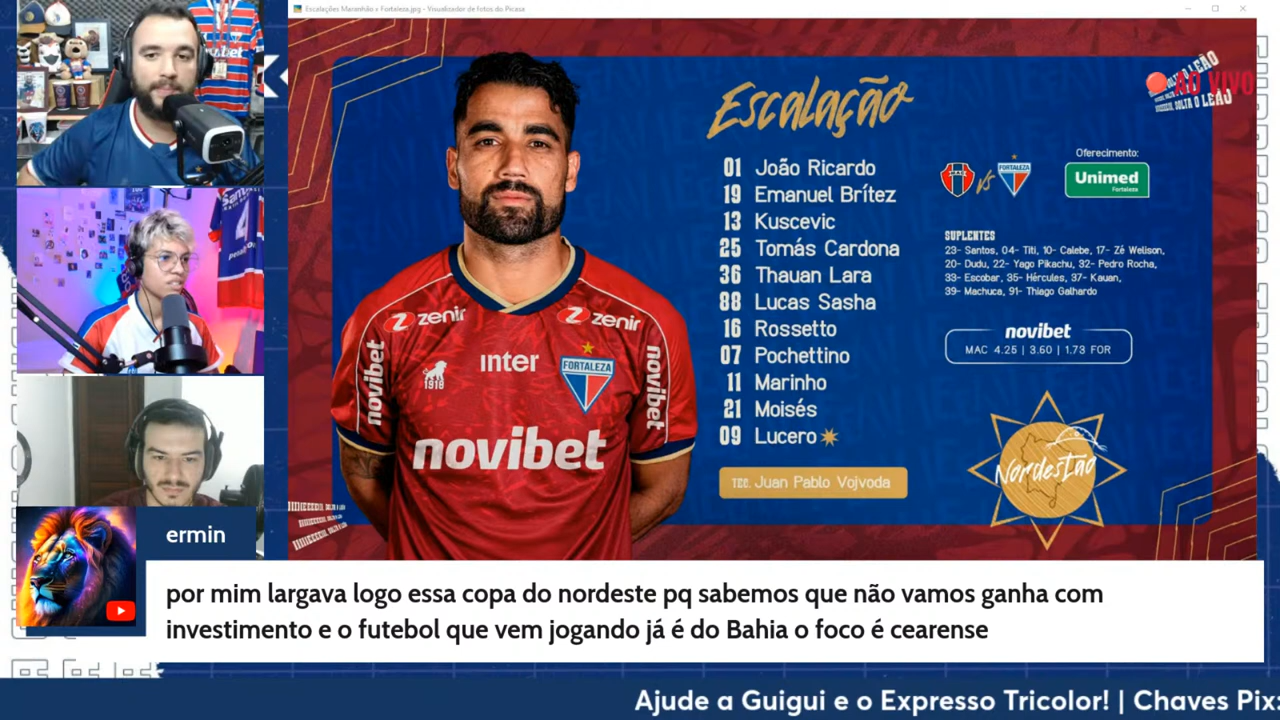 Escalações Maranhão x Fortaleza.jpg - Visualizador de fotos do Picasa
Escalação
01 João Ricardo
19 Emanuel Brítez
13 Kuscevic
25 Tomás Cardona
36 Thauan Lara
88 Lucas Sasha
16 Rossetto
07 Pochettino
11 Marinho
21 Moisés
09 Lucero
TEC. Juan Pablo Vojvoda
AO VIVO
SOLTA O LEÃO
VS
FORTALEZA
Oferecimento:
Unimed
Fortaleza
SUPLENTES
23- Santos, 04- Titi, 10- Calebe, 17- Zé Welison,
20- Dudu, 22- Yago Pikachu, 32- Pedro Rocha,
33- Escobar, 35- Hércules, 37- Kauan,
39- Machuca, 91- Thiago Galhardo
novibet
MAC 4.25 | 3.60 | 1.73 FOR
Nordestão
zenir
zenir
inter
FORTALEZA
1918
novibet
novibet
novibet
novibet
ermin
por mim largava logo essa copa do nordeste pq sabemos que não vamos ganha com
investimento e o futebol que vem jogando já é do Bahia o foco é cearense
Ajude a Guigui e o Expresso Tricolor! | Chaves Pix: